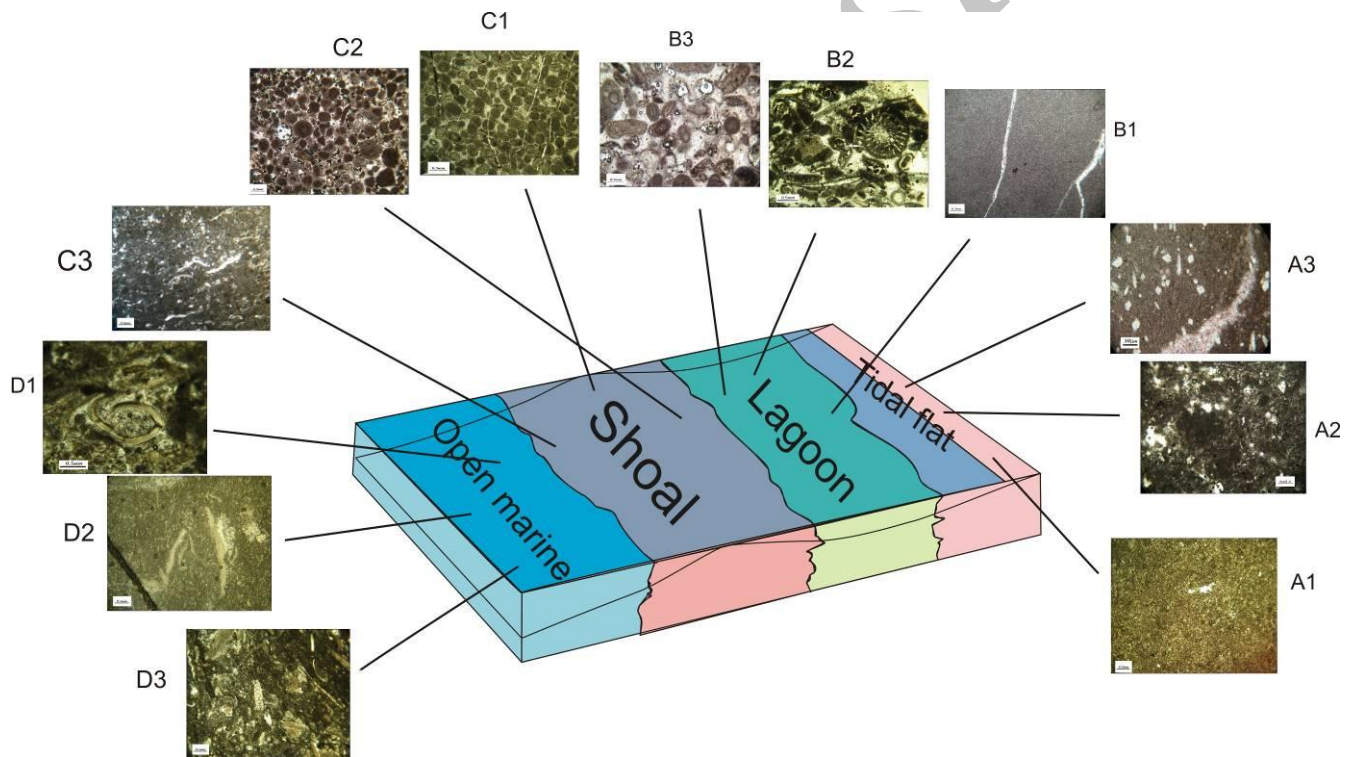 C1
C2
B3
B2
B1
C3
A3
D1
A2
D2
A1
D3
Open marine
Shoal
Lagoon
Tidal flat